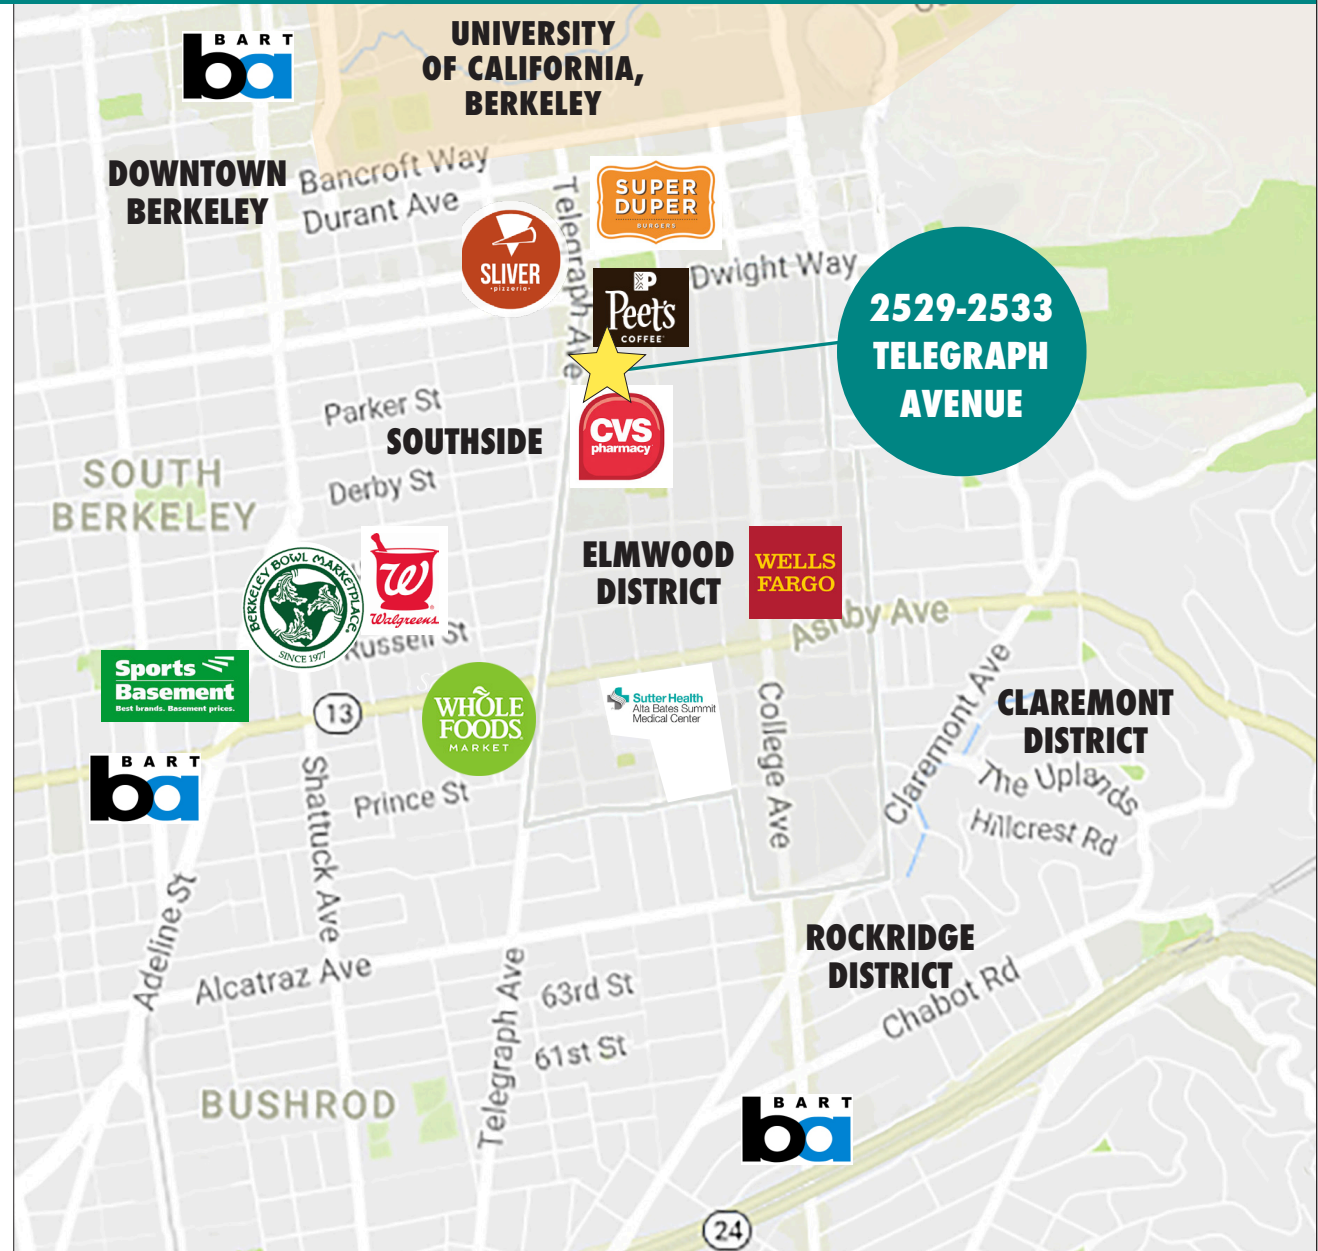 BART
ba
UNIVERSITY
OF CALIFORNIA,
BERKELEY
DOWNTOWN
BERKELEY
Bancroft Way
Durant Ave
Telegraph Ave
SUPER
DUPER
BURGERS
SLIVER
pizzeria
Peet's
COFFEE
Dwight Way
2529-2533
TELEGRAPH
AVENUE
Parker St
SOUTHSIDE
CVS
pharmacy
SOUTH
BERKELEY
Derby St
BERKELEY BOWL MARKETPLACE
SINCE 1977
W
Walgreens
Russell St
ELMWOOD
DISTRICT
WELLS
FARGO
Ashby Ave
Sports
Basement
Best brands. Basement prices.
13
WHOLE
FOODS
MARKET
Sutter Health
Alta Bates Summit
Medical Center
College Ave
Claremont Ave
CLAREMONT
DISTRICT
The Uplands
Hillcrest Rd
BART
ba
Shattuck Ave
Prince St
Adeline St
Alcatraz Ave
Telegraph Ave
63rd St
61st St
ROCKRIDGE
DISTRICT
Chabot Rd
BUSHROD
BART
ba
24